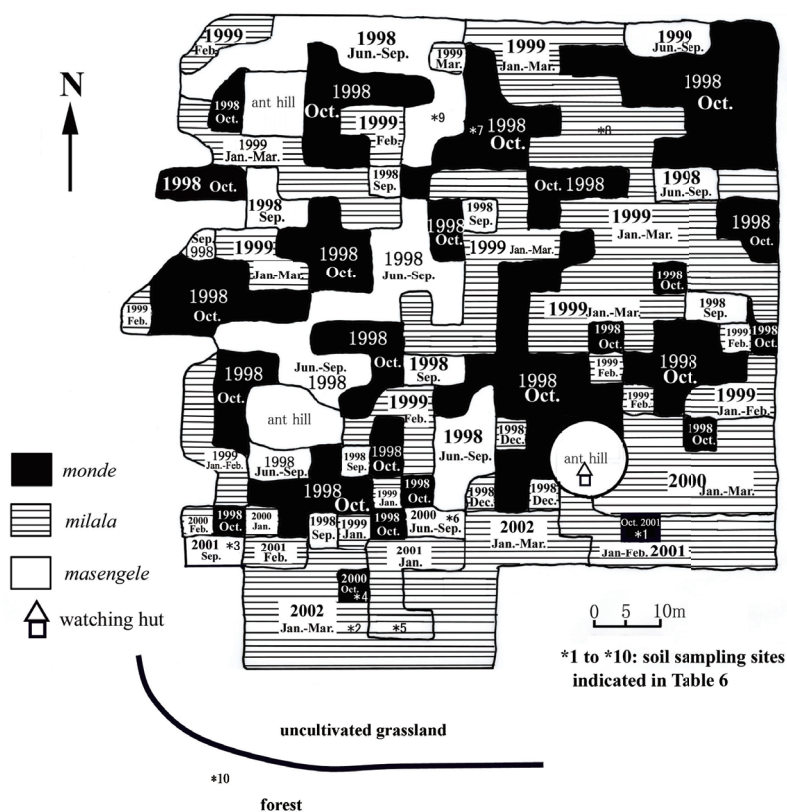 1999
Feb.
1998
Jun.-Sep.
1999
Mar.
1999
Jan.-Mar.
1999
Jun.-Sep.
N
1998
Oct.
ant hill
1998
Oct.
1998
Oct.
*9
*7
1998
Oct.
*8
1999
Feb.
1999
Jan.-Mar.
1998 Oct.
1998
Sep.
Oct. 1998
1998
Jun.-Sep.
1998
Sep.
1998
Oct.
1998
Sep.
1999
Jan.-Mar.
1998
Oct.
Sep.
1998
1999
Jan.-Mar.
1998
Oct.
1998
Jun.-Sep.
1999 Jan.-Mar.
1998
Oct.
1998
Oct.
1999
Feb.
1999 Jan.-Mar.
1998
Sep.
1998
Oct.
1999
Feb.
1998
Oct.
1998
Oct.
1998
Oct.
Jun.-Sep.
1998
1998
Sep.
1998
Oct.
1999
Feb.
1998
Oct.
ant hill
1999
Feb.
1999
Feb.
1999
Jan.-Feb.
1998
Jun.-Sep.
1998
Dec.
1998
Oct.
ant hill
1999
Jan.-Feb.
1998
Jun.-Sep.
1998
Sep.
1998
Oct.
2000
Jan.-Mar.
monde
milala
masengele
watching hut
1998
Oct.
1999
Jan.
1998
Oct.
1998
Dec.
1998
Dec.
2000
Feb.
1998
Oct.
2000
Jan.
1998
Sep.
1999
Jan.
1998
Oct.
2000
Jun.-Sep.
*6
2002
Jan.-Mar.
Oct. 2001
*1
Jan-Feb. 2001
2001
Sep.
*3
2001
Feb.
2001
Jan.
2000
Oct.
*4
2002
Jan.-Mar.
*2
*5
0 5 10m
*1 to *10: soil sampling sites
indicated in Table 6
uncultivated grassland
*10
forest